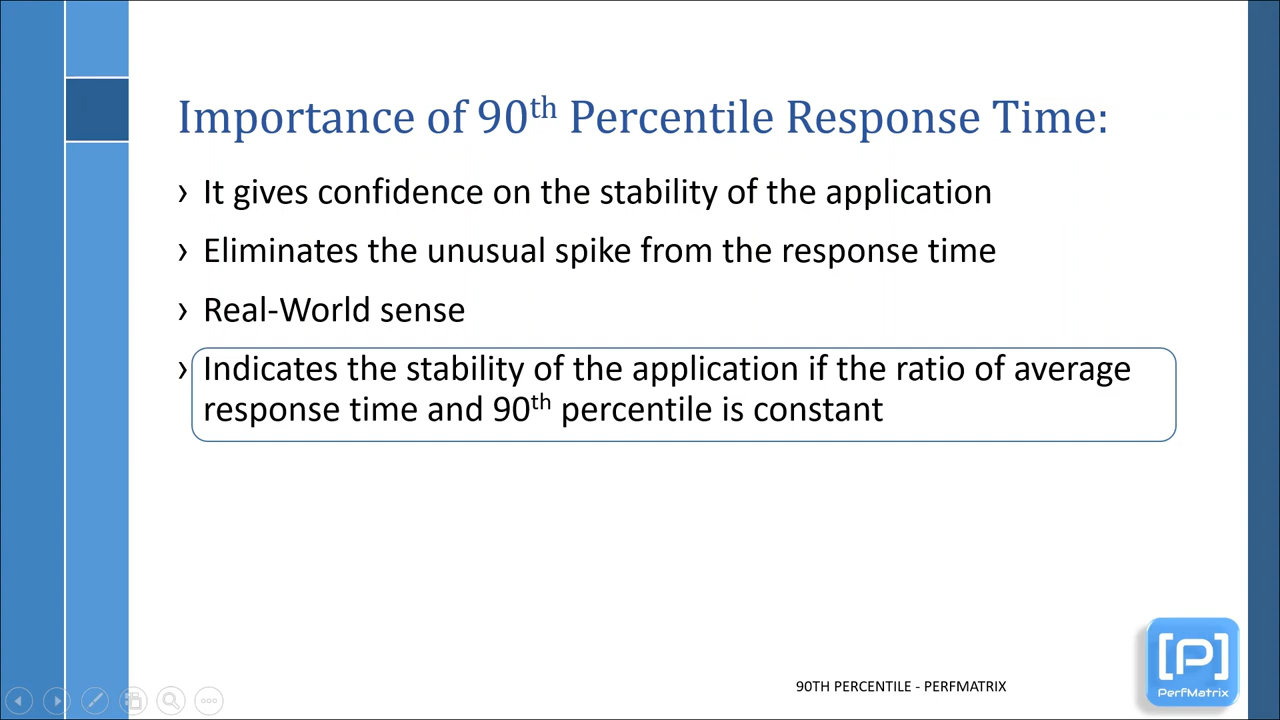 Importance of 90th Percentile Response Time:
› It gives confidence on the stability of the application
› Eliminates the unusual spike from the response time
› Real-World sense
› Indicates the stability of the application if the ratio of average
response time and 90th percentile is constant
90TH PERCENTILE - PERFMATRIX
[P]
PerfMatrix